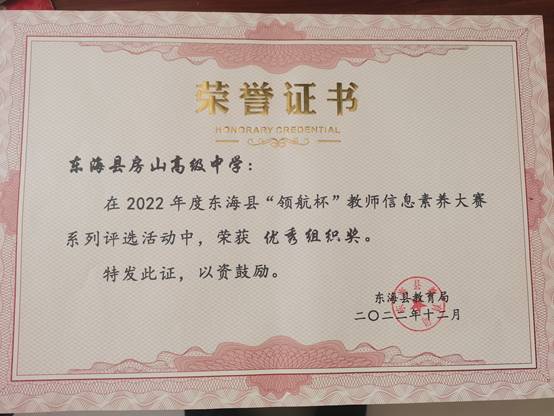 荣誉证书
HONORARY CREDENTIAL
东海县房山高级中学：
在2022年度东海县“领航杯”教师信息素养大赛
系列评选活动中，荣获 优秀组织奖。
特发此证，以资鼓励。
东海县教育局
二〇二二年十二月